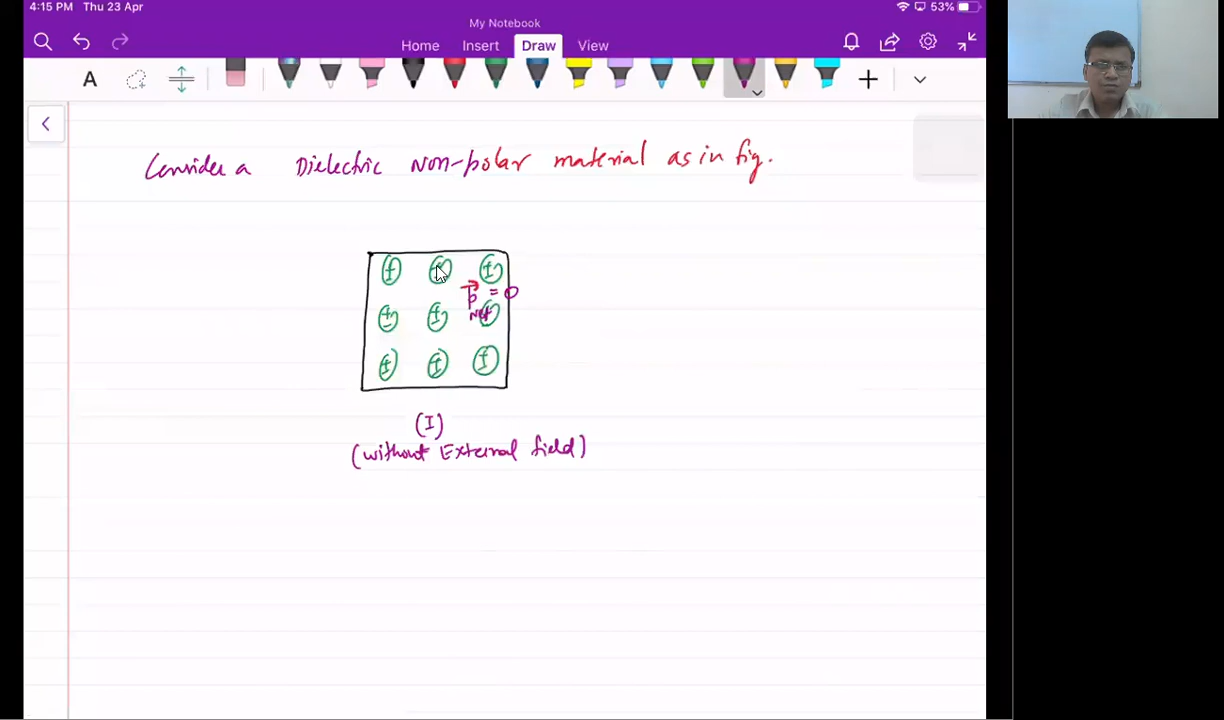 4:15 PM Thu 23 Apr
53%
My Notebook
Home Insert Draw View
A
Consider a Dielectric non-polar material as in fig.
± ± ±
p⃗ = 0
± ± Net ±
± ± ±
(I)
(without External field)